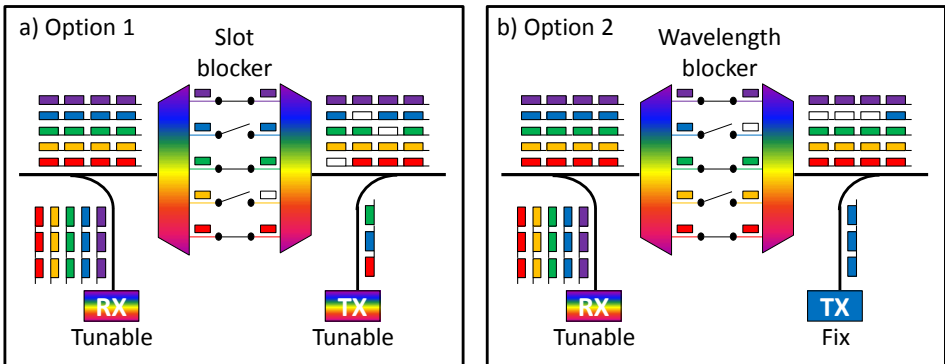 a) Option 1
Slot
blocker
RX
Tunable
TX
Tunable
b) Option 2
Wavelength
blocker
RX
Tunable
TX
Fix